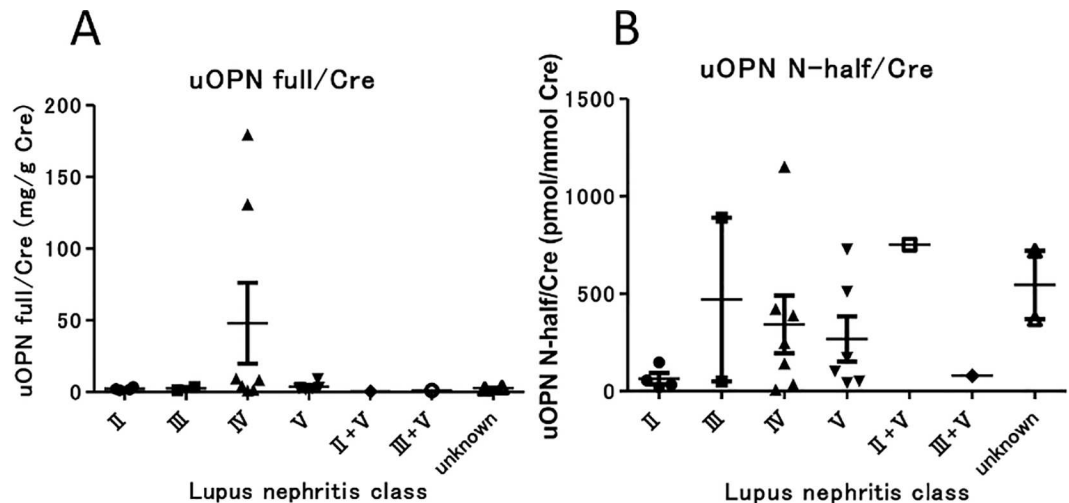 A
uOPN full/Cre
uOPN full/Cre (mg/g Cre)
200
150
100
50
0
Ⅱ
Ⅲ
Ⅳ
Ⅴ
Ⅱ+Ⅴ
Ⅲ+Ⅴ
unknown
Lupus nephritis class
B
uOPN N-half/Cre
uOPN N-half/Cre (pmol/mmol Cre)
1500
1000
500
0
Ⅱ
Ⅲ
Ⅳ
Ⅴ
Ⅱ+Ⅴ
Ⅲ+Ⅴ
unknown
Lupus nephritis class